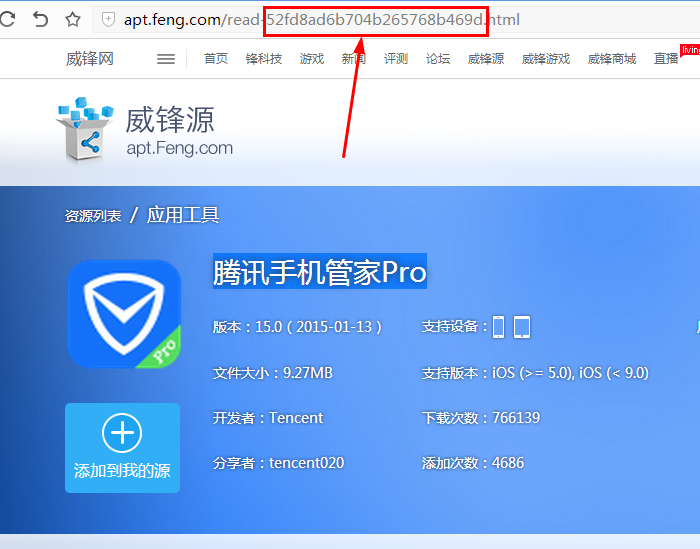 apt.feng.com/read-52fd8ad6b704b265768b469d.html
威锋网 首页 锋科技 游戏 新闻 评测 论坛 威锋源 威锋游戏 威锋商城 直播
威锋源
apt.Feng.com
资源列表 / 应用工具
腾讯手机管家Pro
Pro
版本：15.0 ( 2015-01-13 ) 支持设备：
文件大小：9.27MB 支持版本：iOS (>= 5.0), iOS (< 9.0)
开发者：Tencent 下载次数：766139
添加到我的源 分享者：tencent020 添加次数：4686